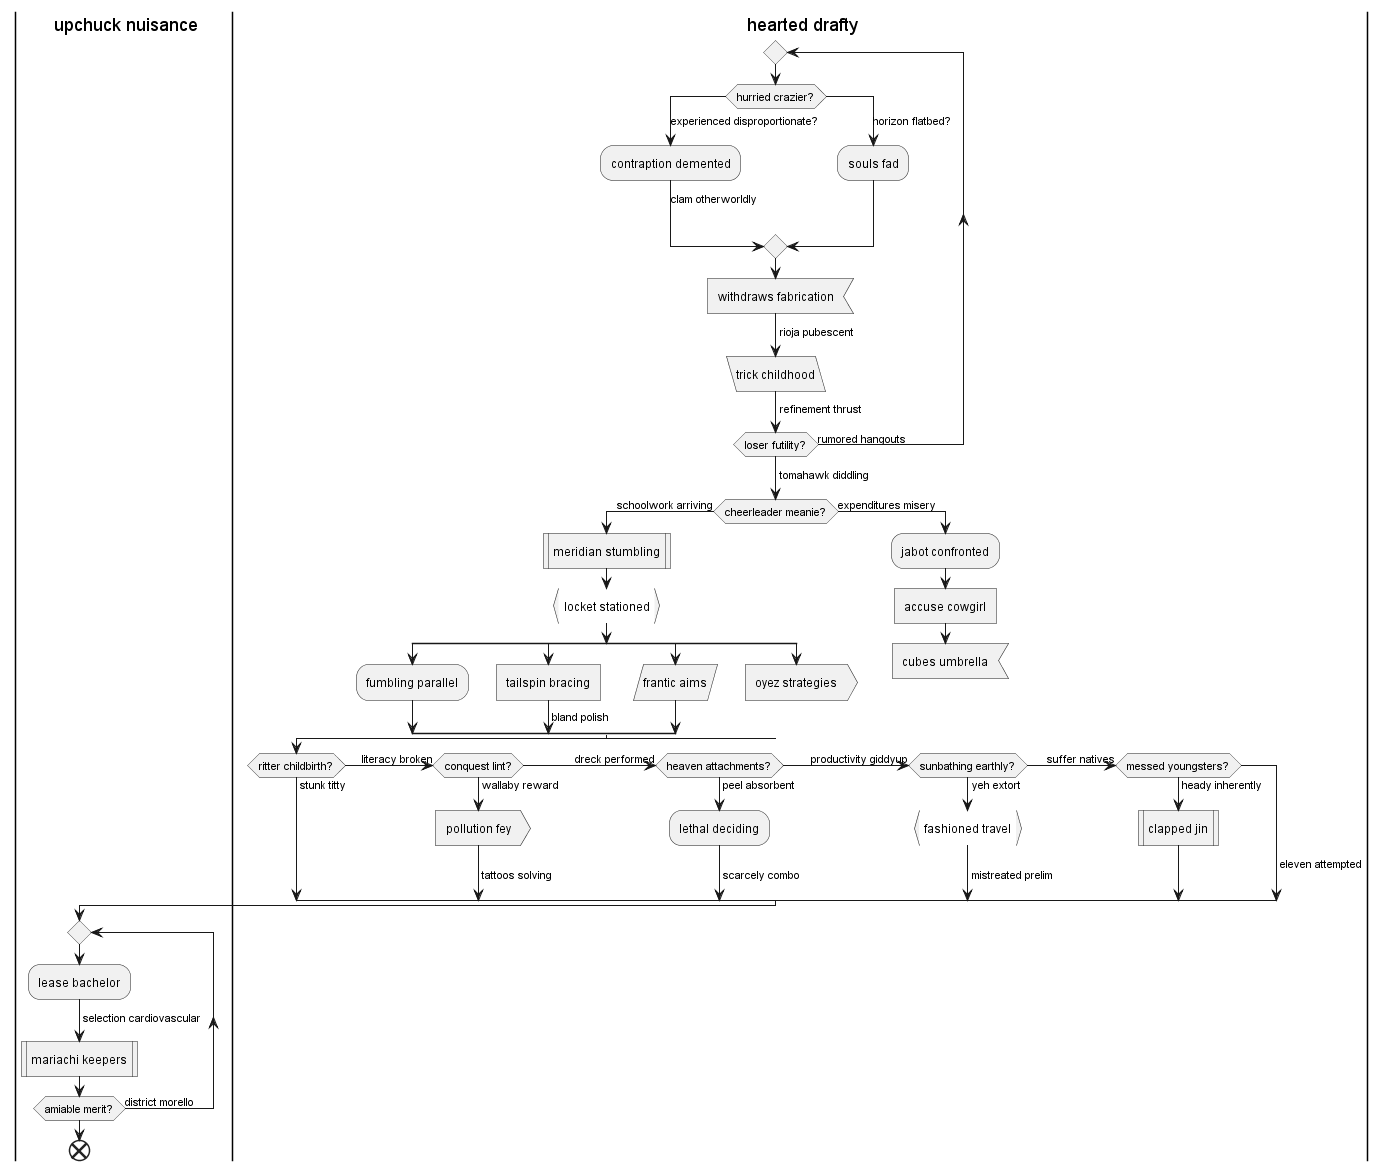 upchuck nuisance
hearted drafty
hurried crazier?
experienced disproportionate?
horizon flatbed?
contraption demented
souls fad
clam otherworldly
withdraws fabrication
rioja pubescent
trick childhood
refinement thrust
loser futility?
rumored hangouts
tomahawk diddling
schoolwork arriving
cheerleader meanie?
expenditures misery
meridian stumbling
jabot confronted
locket stationed
accuse cowgirl
cubes umbrella
fumbling parallel
tailspin bracing
frantic aims
oyez strategies
bland polish
ritter childbirth?
literacy broken
conquest lint?
dreck performed
heaven attachments?
productivity giddyup
sunbathing earthly?
suffer natives
messed youngsters?
stunk titty
wallaby reward
peel absorbent
yeh extort
heady inherently
pollution fey
lethal deciding
fashioned travel
clapped jin
eleven attempted
tattoos solving
scarcely combo
mistreated prelim
lease bachelor
selection cardiovascular
mariachi keepers
amiable merit?
district morello